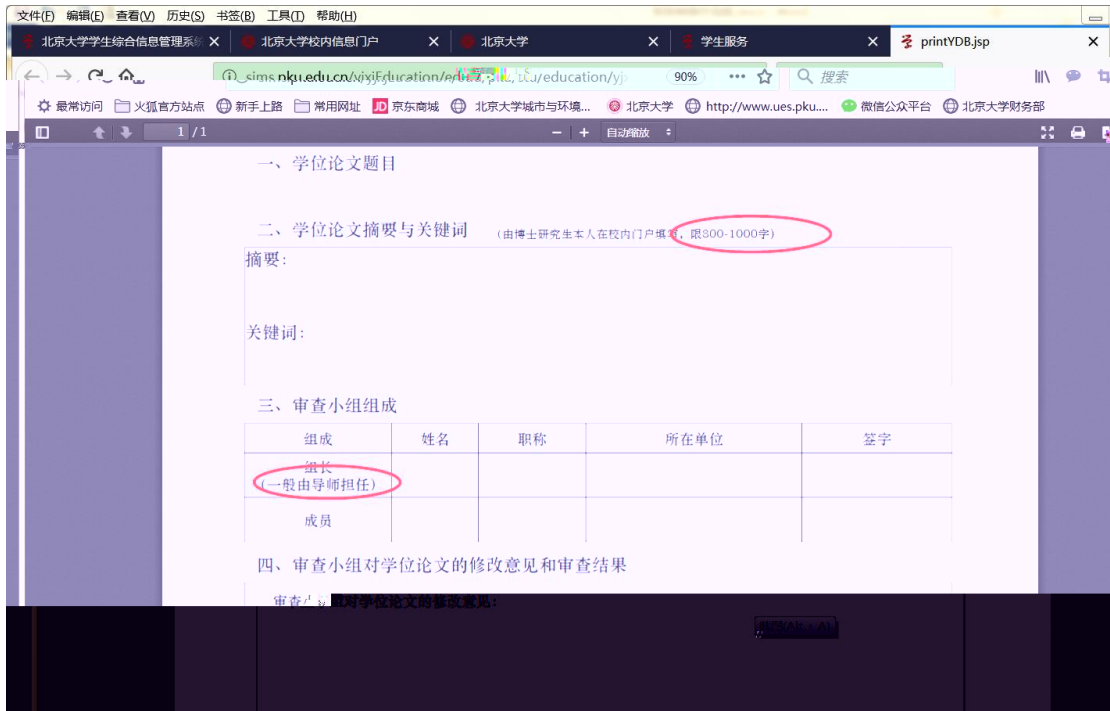 文件(F) 编辑(E) 查看(V) 历史(S) 书签(B) 工具(T) 帮助(H)
北京大学学生综合信息管理系统 北京大学校内信息门户 北京大学 学生服务 printYDB.jsp
sims.pku.edu.cn 90% 搜索
最常访问 火狐官方站点 新手上路 常用网址 JD 京东商城 北京大学城市与环境... 北京大学 http://www.ues.pku.... 微信公众平台 北京大学财务部
1 / 1 自动缩放
一、学位论文题目
二、学位论文摘要与关键词 (由博士研究生本人在校内门户填写,限800-1000字)
摘要:
关键词:
三、审查小组组成
组成 姓名 职称 所在单位 签字
组长
(一般由导师担任)
成员
四、审查小组对学位论文的修改意见和审查结果
审查小组对学位论文的修改意见: